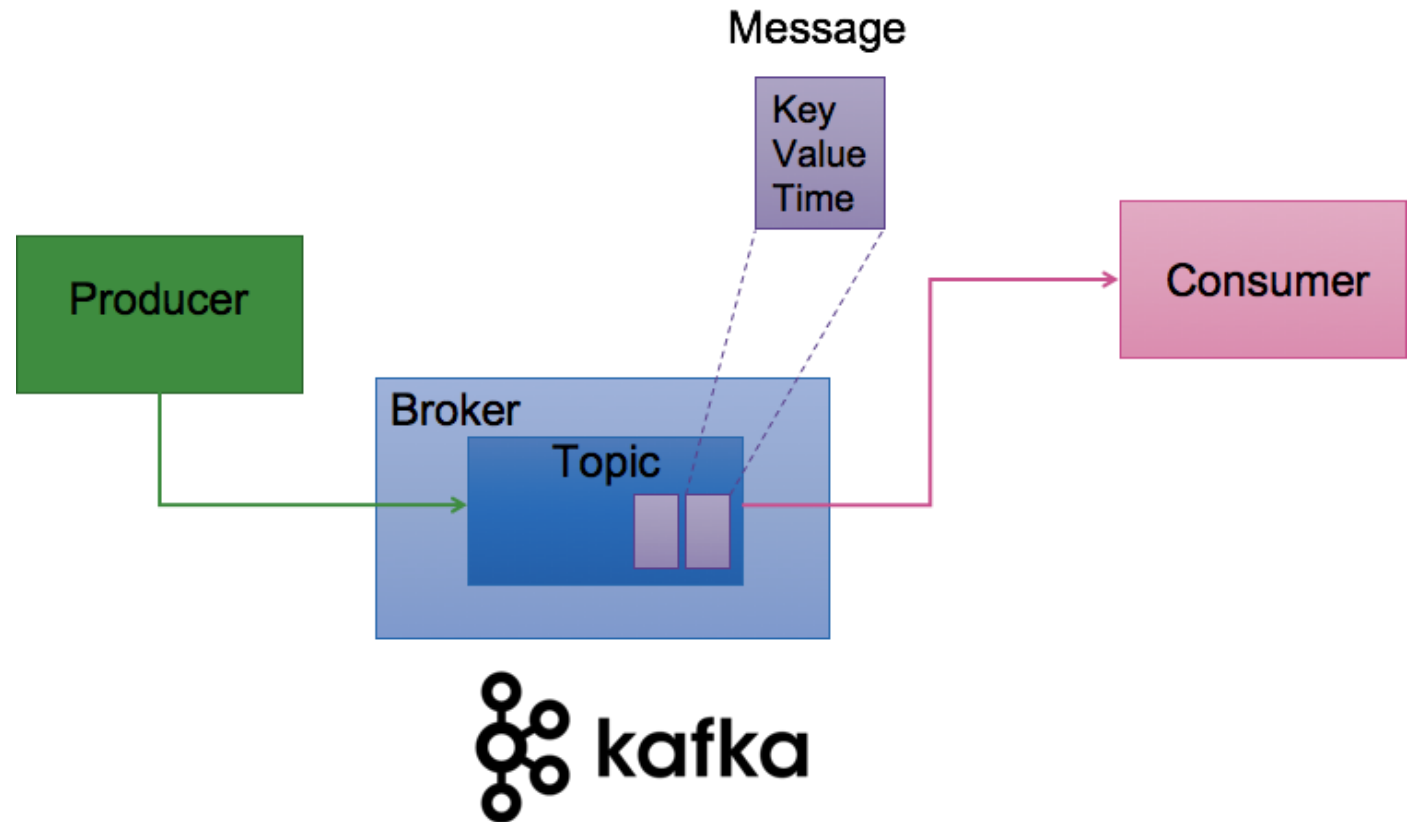 Message
Key
Value
Time
Producer
Consumer
Broker
Topic
kafka